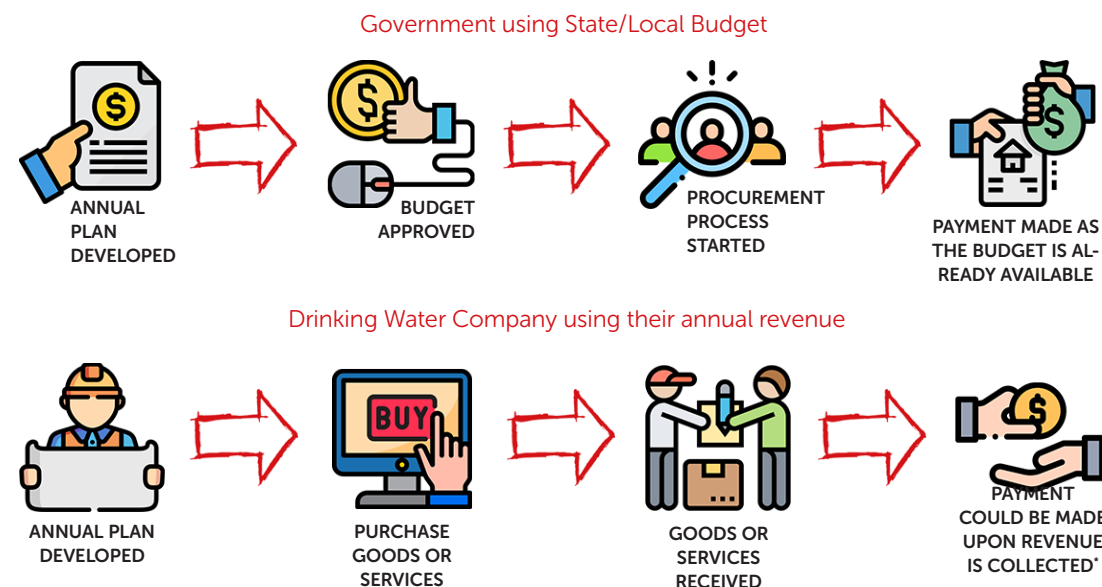 Government using State/Local Budget
ANNUAL
PLAN
DEVELOPED
BUDGET
APPROVED
PROCUREMENT
PROCESS
STARTED
PAYMENT MADE AS
THE BUDGET IS AL-
READY AVAILABLE
Drinking Water Company using their annual revenue
BUY
ANNUAL PLAN
DEVELOPED
PURCHASE
GOODS OR
SERVICES
GOODS OR
SERVICES
RECEIVED
PAYMENT
COULD BE MADE
UPON REVENUE
IS COLLECTED*